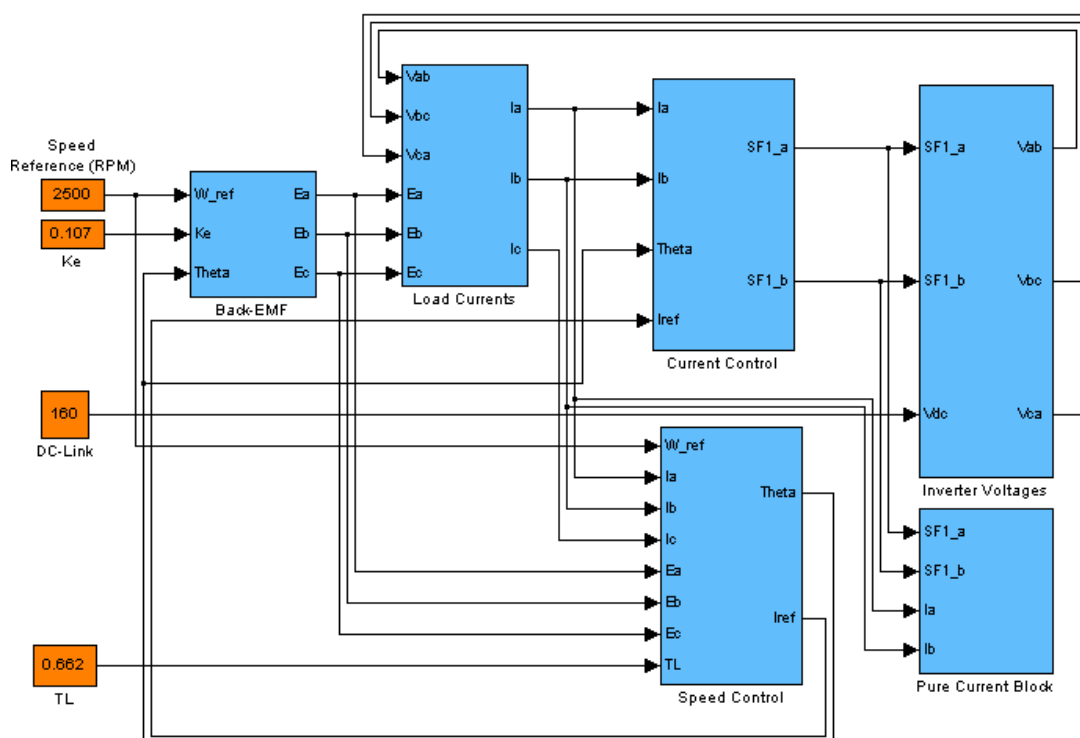 Speed
Reference (RPM)
2500
0.107
Ke
W_ref
Ke
Theta
Ea
Eb
Ec
Back-EMF
Vab
Vbc
Vca
Ea
Eb
Ec
Ia
Ib
Ic
Load Currents
Ia
Ib
Theta
Iref
SF1_a
SF1_b
Current Control
SF1_a
SF1_b
Vdc
Vab
Vbc
Vca
Inverter Voltages
160
DC-Link
W_ref
Ia
Ib
Ic
Ea
Eb
Ec
TL
Theta
Iref
Speed Control
SF1_a
SF1_b
Ia
Ib
Pure Current Block
0.662
TL